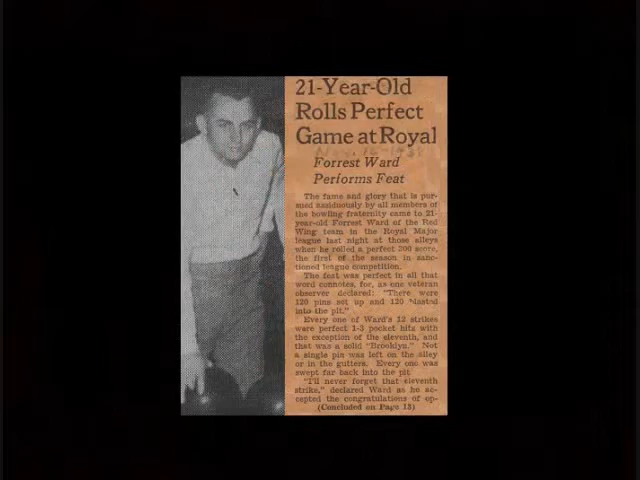 21-Year-Old
Rolls Perfect
Game at Royal
Nov. 16-1938
Forrest Ward
Performs Feat
The fame and glory that is pur-
sued assiduously by all members of
the bowling fraternity came to 21-
year-old Forrest Ward of the Red
Wing team in the Royal Major
league last night at those alleys
when he rolled a perfect 300 score,
the first of the season in sanc-
tioned league competition.
The feat was perfect in all that
word connotes, for, as one veteran
observer declared: "There were
120 pins set up and 120 blasted
into the pit."
Every one of Ward's 12 strikes
were perfect 1-3 pocket hits with
the exception of the eleventh, and
that was a solid "Brooklyn." Not
a single pin was left on the alley
or in the gutters. Every one was
swept far back into the pit
"I'll never forget that eleventh
strike," declared Ward as he ac-
cepted the congratulations of op-
(Concluded on Page 15)